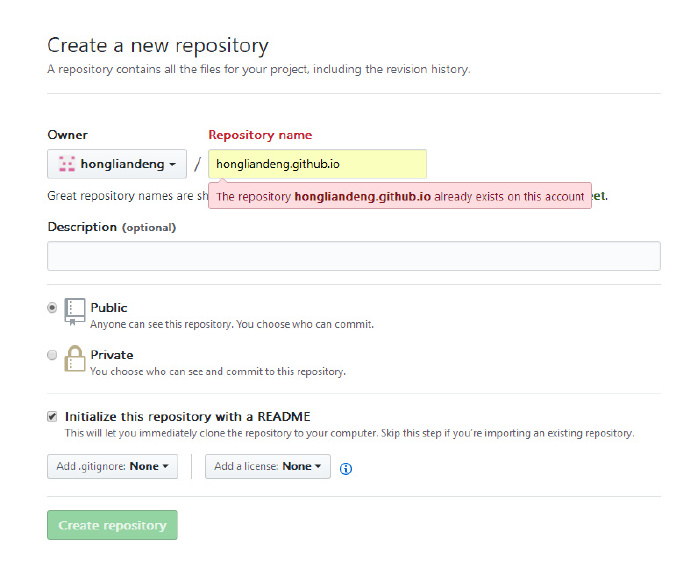 Create a new repository
A repository contains all the files for your project, including the revision history.
Owner
Repository name
hongliandeng
/
hongliandeng.github.io
Great repository names are sh
The repository hongliandeng.github.io already exists on this account
et.
Description (optional)
Public
Anyone can see this repository. You choose who can commit.
Private
You choose who can see and commit to this repository.
Initialize this repository with a README
This will let you immediately clone the repository to your computer. Skip this step if you're importing an existing repository.
Add .gitignore: None
Add a license: None
Create repository